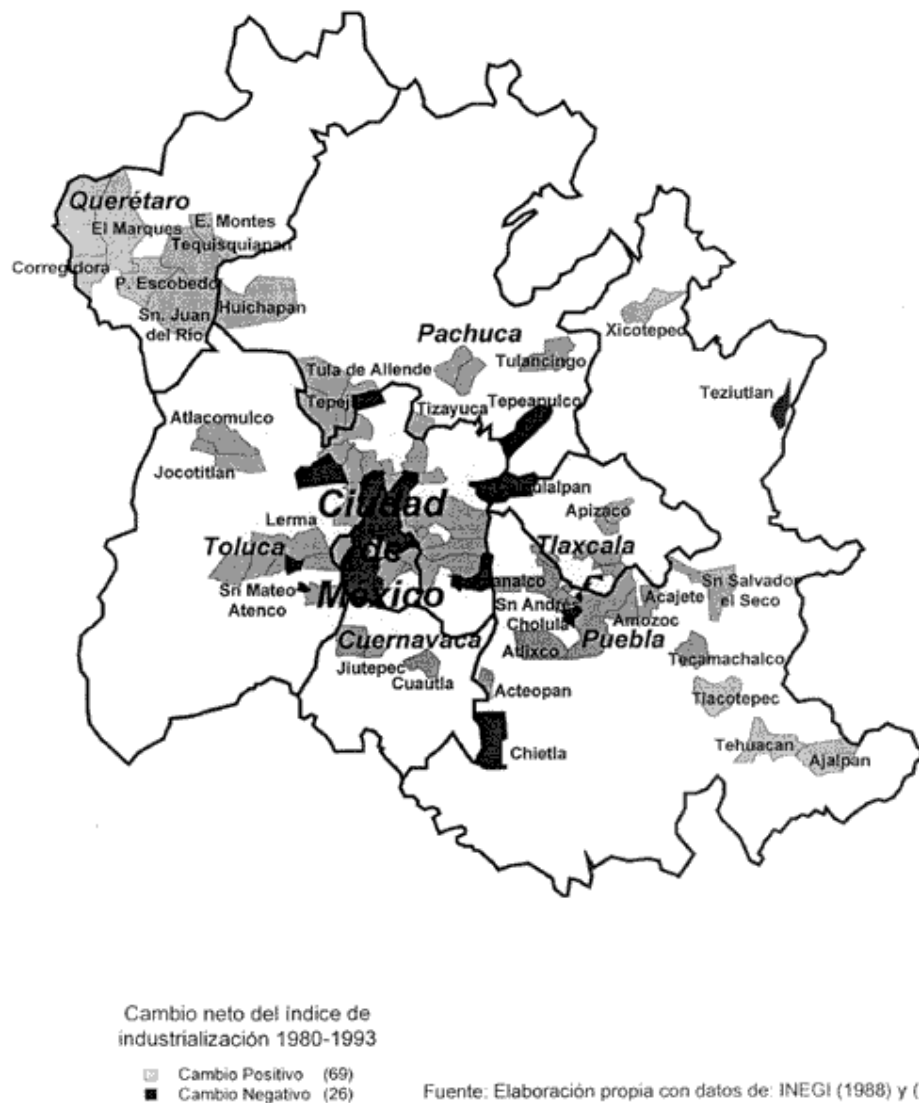 Querétaro
E. Montes
El Marques
Tequisquiapan
Corregidora
P. Escobedo
Huichapan
Sn. Juan
del Río
Xicotepec
Pachuca
Tulancingo
Tula de Allende
Teziutlan
Tepeji
Tizayuca
Tepeapulco
Atlacomulco
Jocotitlan
Ciudad
de
México
Apizaco
Lerma
Toluca
Tlaxcala
Sn Mateo
Atenco
Sn Salvador
el Seco
Acajete
Sn Andres
Cholula
Amozoc
Puebla
Cuernavaca
Atlixco
Jiutepec
Cuautla
Tecamachalco
Acteopan
Tlacotepec
Chietla
Tehuacan
Ajalpan
Cambio neto del índice de
industrialización 1980-1993
Cambio Positivo (69)
Cambio Negativo (26)
Fuente: Elaboración propia con datos de: INEGI (1988) y (